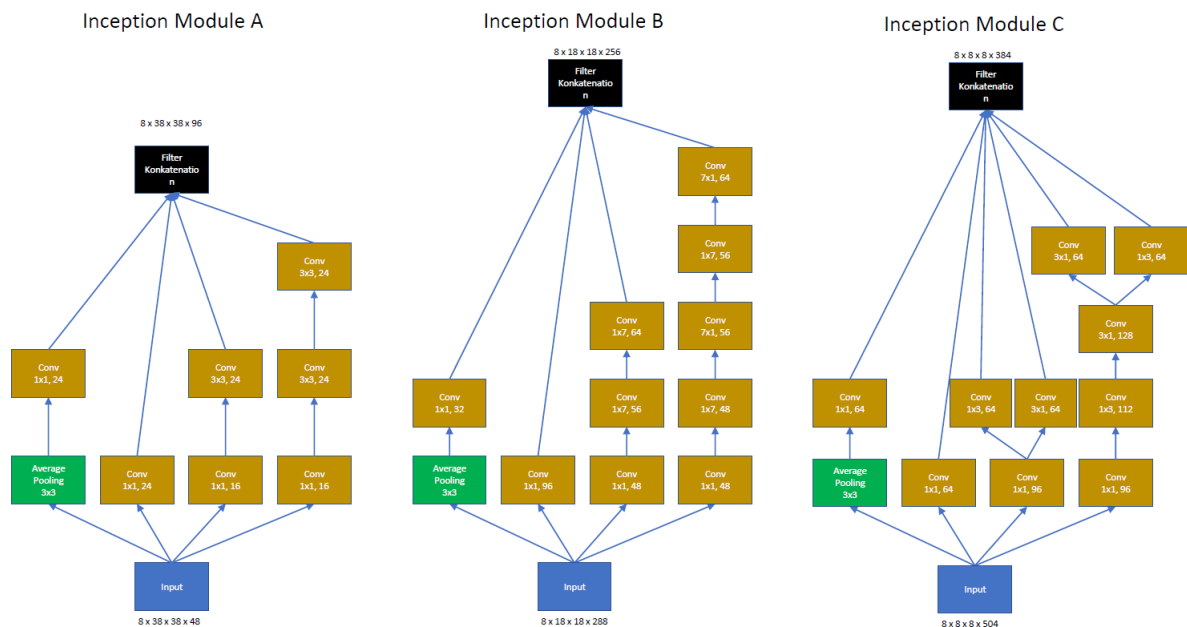 Inception Module A
8 x 38 x 38 x 96
Filter
Konkatenatio
n
Conv
3x3, 24
Conv
1x1, 24
Conv
3x3, 24
Conv
3x3, 24
Average
Pooling
3x3
Conv
1x1, 24
Conv
1x1, 16
Conv
1x1, 16
Input
8 x 38 x 38 x 48
Inception Module B
8 x 18 x 18 x 256
Filter
Konkatenatio
n
Conv
7x1, 64
Conv
1x7, 56
Conv
1x7, 64
Conv
7x1, 56
Conv
1x1, 32
Conv
1x7, 56
Conv
1x7, 48
Average
Pooling
3x3
Conv
1x1, 96
Conv
1x1, 48
Conv
1x1, 48
Input
8 x 18 x 18 x 288
Inception Module C
8 x 8 x 8 x 384
Filter
Konkatenatio
n
Conv
3x1, 64
Conv
1x3, 64
Conv
3x1, 128
Conv
1x1, 64
Conv
1x3, 64
Conv
3x1, 64
Conv
1x3, 112
Average
Pooling
3x3
Conv
1x1, 64
Conv
1x1, 96
Conv
1x1, 96
Input
8 x 8 x 8 x 504